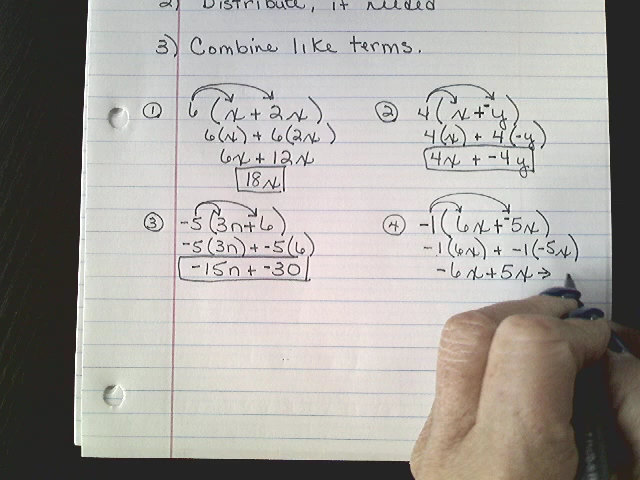 2) Distribute, if needed
3) Combine like terms.
① 6 (x + 2x)
6(x) + 6(2x)
6x + 12x
18x
② 4 (x + -y)
4(x) + 4(-y)
4x + -4y
③ -5(3n+6)
-5(3n) + -5(6)
-15n + -30
④ -1(6x + -5x)
-1(6x) + -1(-5x)
-6x + 5x →